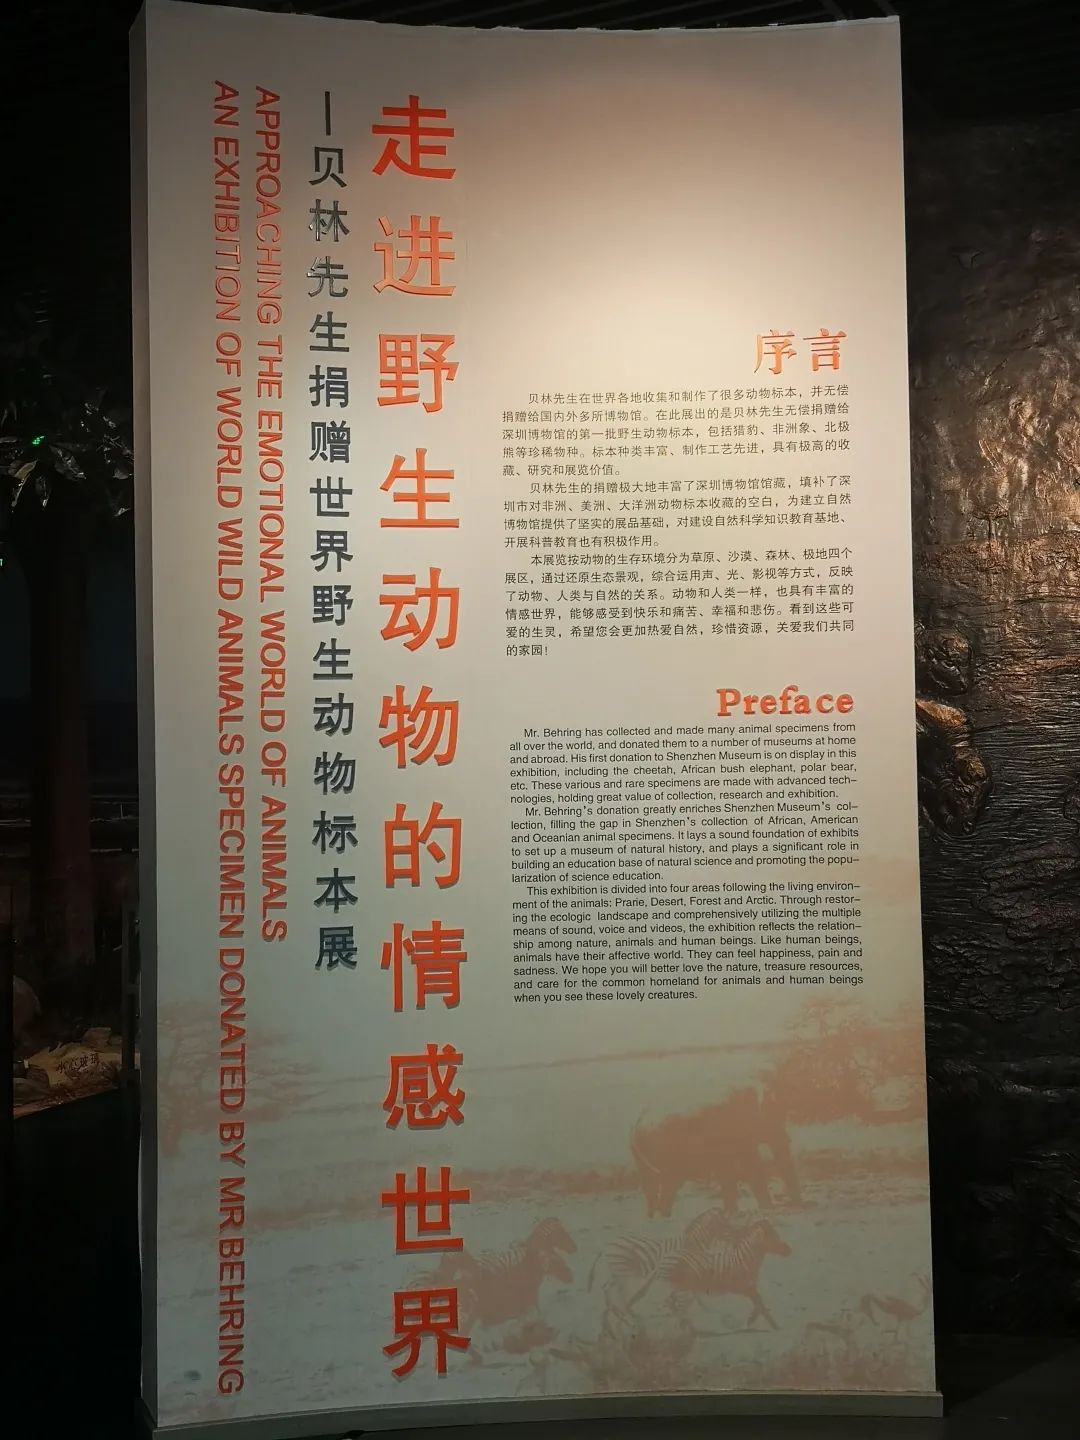 走进野生动物的情感世界
—贝林先生捐赠世界野生动物标本展
APPROACHING THE EMOTIONAL WORLD OF ANIMALS
AN EXHIBITION OF WORLD WILD ANIMALS SPECIMEN DONATED BY MR BEHRING
序言
贝林先生在世界各地收集和制作了很多动物标本，并无偿
捐赠给国内外多所博物馆。在此展出的是贝林先生无偿捐赠给
深圳博物馆的第一批野生动物标本，包括猎豹、非洲象、北极
熊等珍稀物种。标本种类丰富、制作工艺先进，具有极高的收
藏、研究和展览价值。
贝林先生的捐赠极大地丰富了深圳博物馆馆藏，填补了深
圳市对非洲、美洲、大洋洲动物标本收藏的空白，为建立自然
博物馆提供了坚实的展品基础，对建设自然科学知识教育基地、
开展科普教育也有积极作用。
本展览按动物的生存环境分为草原、沙漠、森林、极地四个
展区，通过还原生态景观，综合运用声、光、影视等方式，反映
了动物、人类与自然的关系。动物和人类一样，也具有丰富的
情感世界，能够感受到快乐和痛苦、幸福和悲伤。看到这些可
爱的生灵，希望您会更加热爱自然，珍惜资源，关爱我们共同
的家园！
Preface
Mr. Behring has collected and made many animal specimens from
all over the world, and donated them to a number of museums at home
and abroad. His first donation to Shenzhen Museum is on display in this
exhibition, including the cheetah, African bush elephant, polar bear,
etc. These various and rare specimens are made with advanced tech-
nologies, holding great value of collection, research and exhibition.
Mr. Behring's donation greatly enriches Shenzhen Museum's col-
lection, filling the gap in Shenzhen's collection of African, American
and Oceanian animal specimens. It lays a sound foundation of exhibits
to set up a museum of natural history, and plays a significant role in
building an education base of natural science and promoting the popu-
larization of science education.
This exhibition is divided into four areas following the living environ-
ment of the animals: Prarie, Desert, Forest and Arctic. Through restor-
ing the ecologic landscape and comprehensively utilizing the multiple
means of sound, voice and videos, the exhibition reflects the relation-
ship among nature, animals and human beings. Like human beings,
animals have their affective world. They can feel happiness, pain and
sadness. We hope you will better love the nature, treasure resources,
and care for the common homeland for animals and human beings
when you see these lovely creatures.
小心玻璃